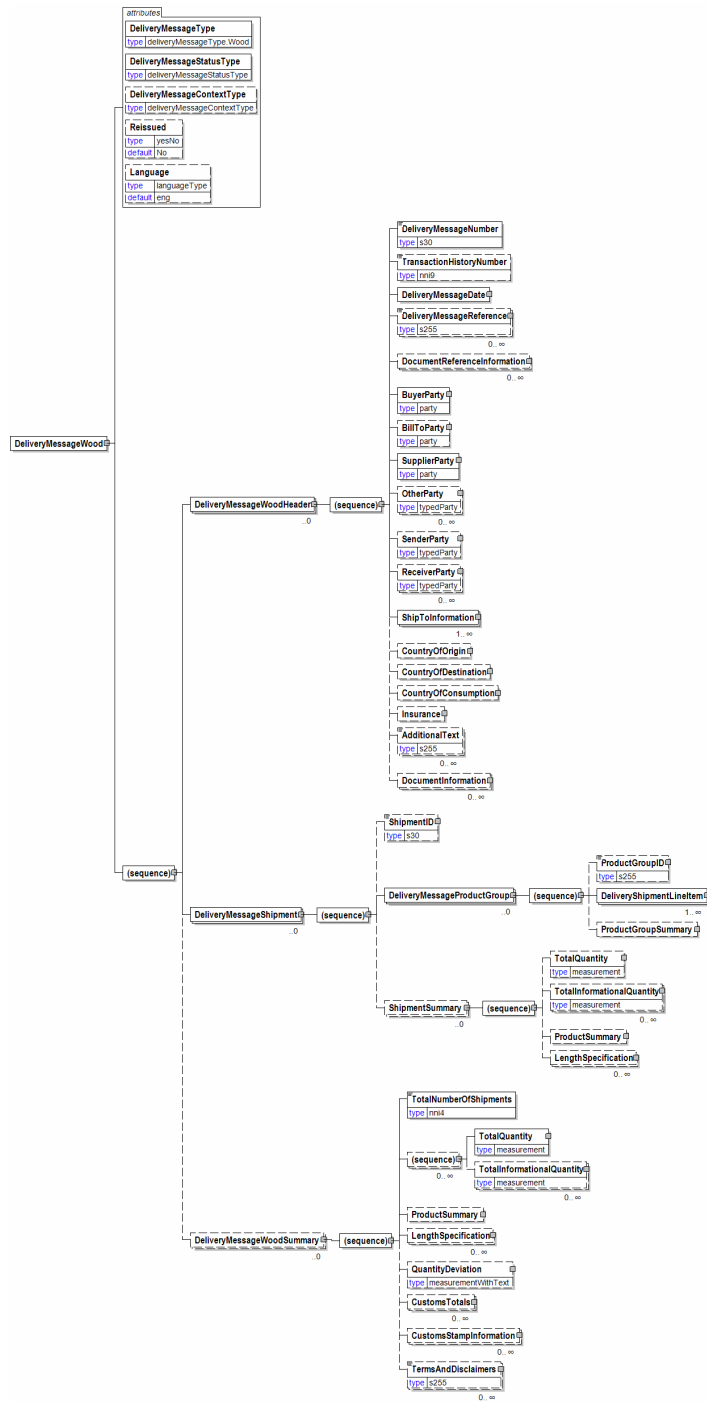 attributes
DeliveryMessageType
type deliveryMessageType.Wood
DeliveryMessageStatusType
type deliveryMessageStatusType
DeliveryMessageContextType
type deliveryMessageContextType
Reissued
type yesNo
default No
Language
type languageType
default eng
DeliveryMessageWood
(sequence)
DeliveryMessageWoodHeader
..0
(sequence)
DeliveryMessageNumber
type s30
TransactionHistoryNumber
type nni9
DeliveryMessageDate
DeliveryMessageReference
type s255
0.. ∞
DocumentReferenceInformation
0.. ∞
BuyerParty
type party
BillToParty
type party
SupplierParty
type party
OtherParty
type typedParty
0.. ∞
SenderParty
type typedParty
ReceiverParty
type typedParty
0.. ∞
ShipToInformation
1.. ∞
CountryOfOrigin
CountryOfDestination
CountryOfConsumption
Insurance
AdditionalText
type s255
0.. ∞
DocumentInformation
0.. ∞
DeliveryMessageShipment
..0
(sequence)
ShipmentID
type s30
DeliveryMessageProductGroup
..0
(sequence)
ProductGroupID
type s255
DeliveryShipmentLineItem
1.. ∞
ProductGroupSummary
ShipmentSummary
..0
(sequence)
TotalQuantity
type measurement
TotalInformationalQuantity
type measurement
0.. ∞
ProductSummary
LengthSpecification
0.. ∞
DeliveryMessageWoodSummary
..0
(sequence)
TotalNumberOfShipments
type nni4
(sequence)
0.. ∞
TotalQuantity
type measurement
TotalInformationalQuantity
type measurement
0.. ∞
ProductSummary
LengthSpecification
0.. ∞
QuantityDeviation
type measurementWithText
CustomsTotals
0.. ∞
CustomsStampInformation
0.. ∞
TermsAndDisclaimers
type s255
0.. ∞